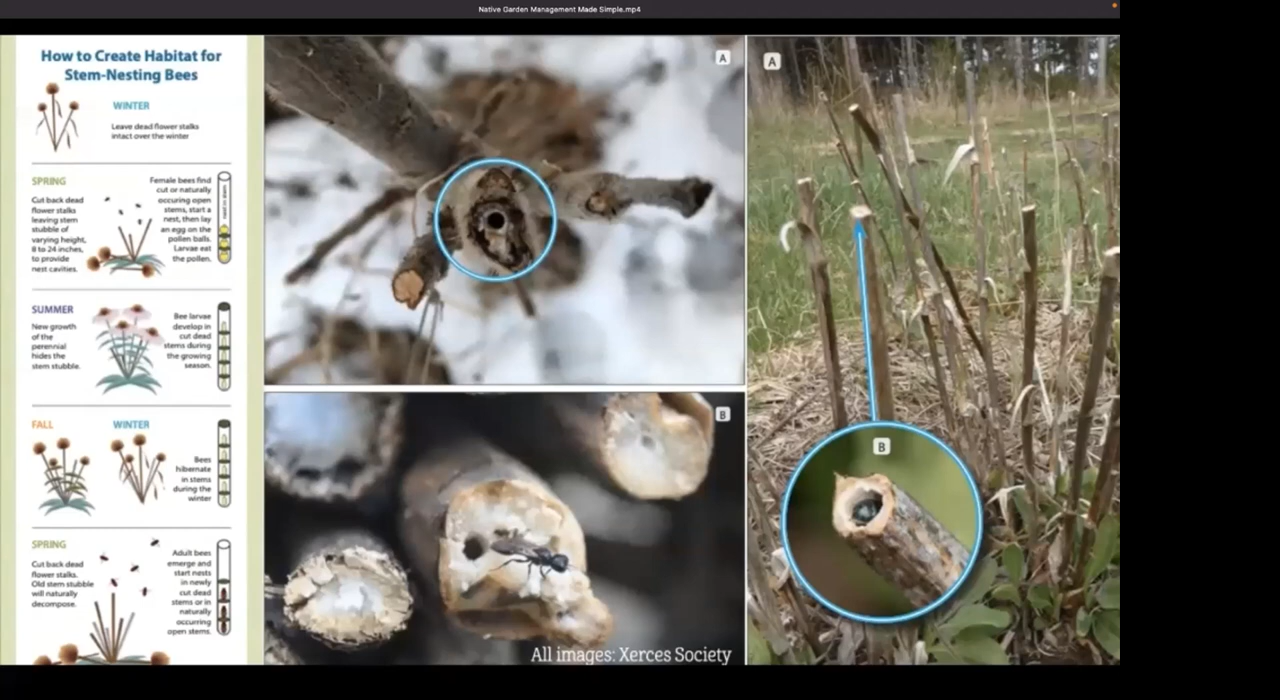 Native Garden Management Made Simple.mp4
How to Create Habitat for
Stem-Nesting Bees
WINTER
Leave dead flower stalks
intact over the winter
SPRING
Cut back dead
flower stalks
leaving stem
stubble of
varying height,
8 to 24 inches,
to provide
nest cavities.
Female bees find
cut or naturally
occuring open
stems, start a
nest, then lay
an egg on the
pollen balls.
Larvae eat
the pollen.
SUMMER
New growth
of the
perennial
hides the
stem stubble.
Bee larvae
develop in
cut dead
stems during
the growing
season.
FALL
WINTER
Bees
hibernate
in stems
during the
winter
SPRING
Cut back dead
flower stalks.
Old stem stubble
will naturally
decompose.
Adult bees
emerge and
start nests
in newly
cut dead
stems or in
naturally
occurring
open stems.
A
B
All images: Xerces Society
A
B